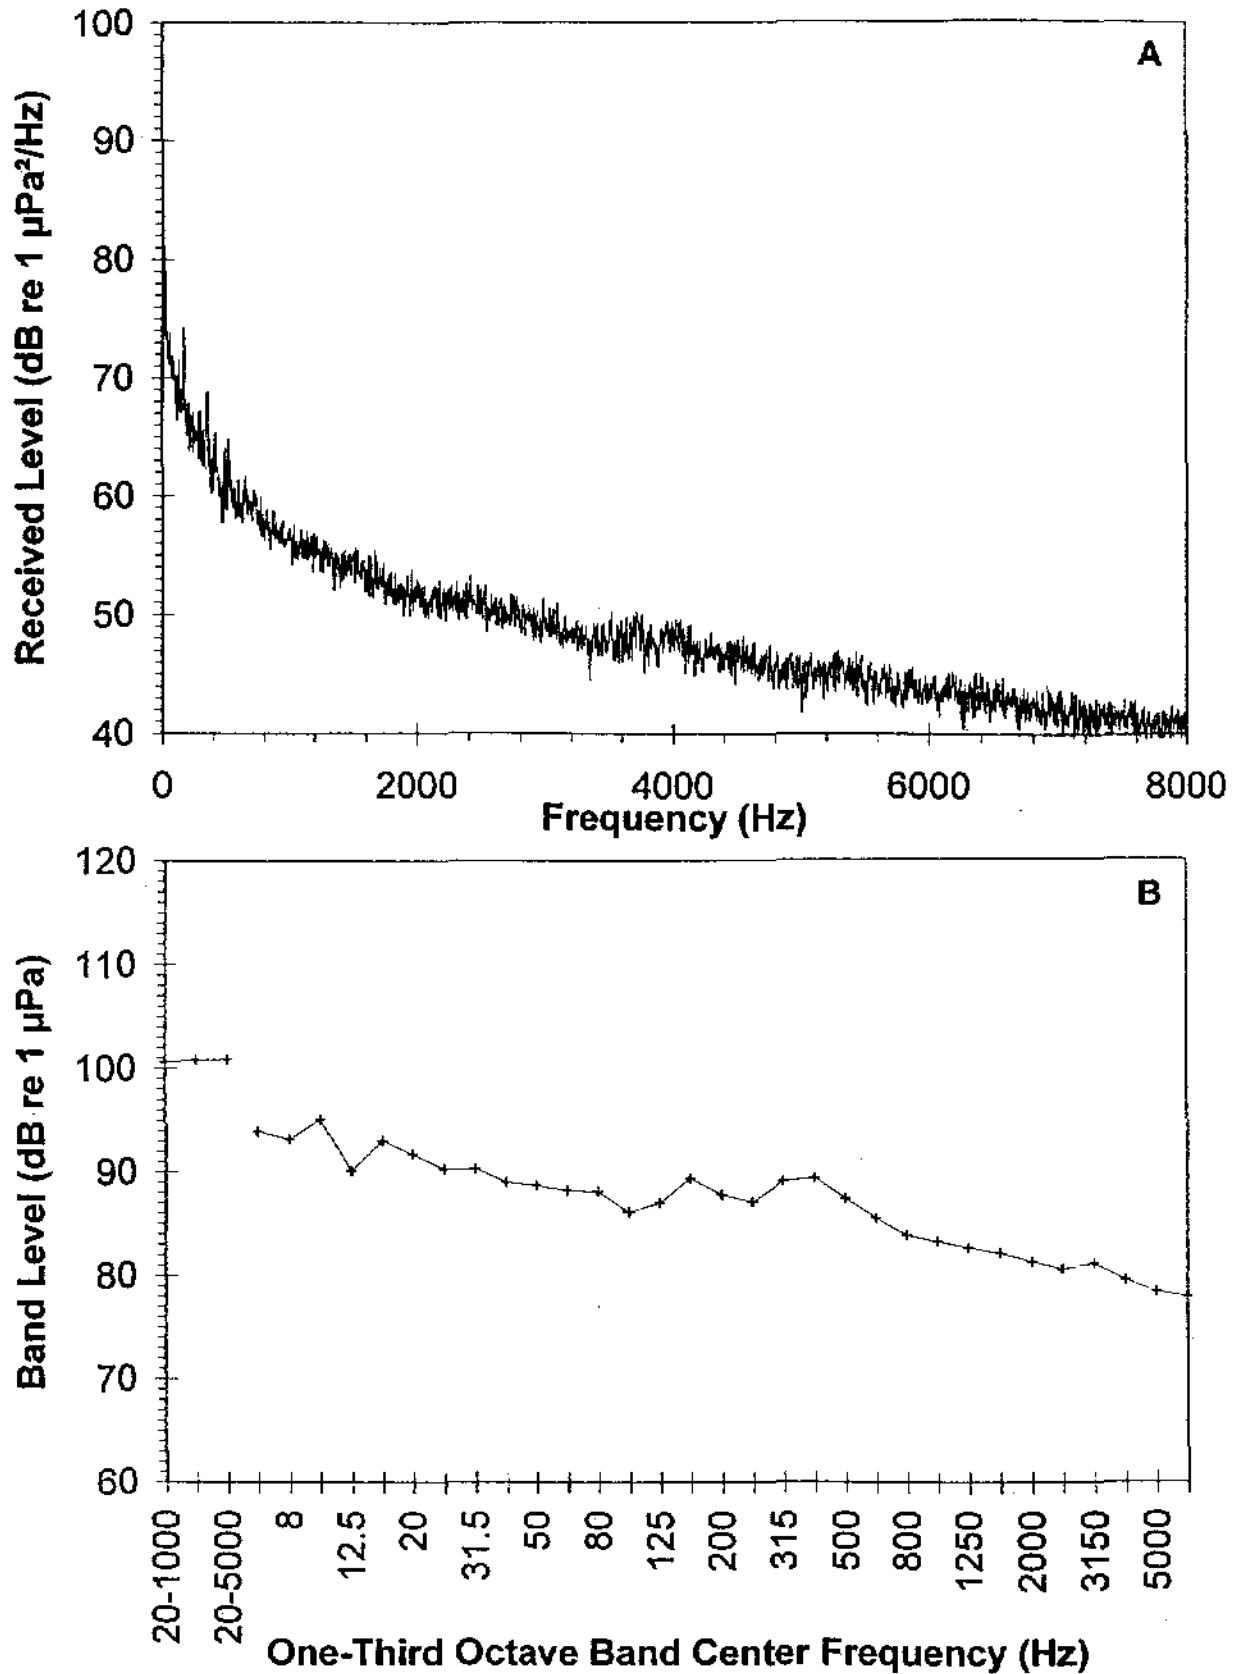 A
Received Level (dB re 1 µPa²/Hz)
100
90
80
70
60
50
40
0 2000 4000 6000 8000
Frequency (Hz)
B
Band Level (dB re 1 µPa)
120
110
100
90
80
70
60
20-1000 20-5000 8 12.5 20 31.5 50 80 125 200 315 500 800 1250 2000 3150 5000
One-Third Octave Band Center Frequency (Hz)